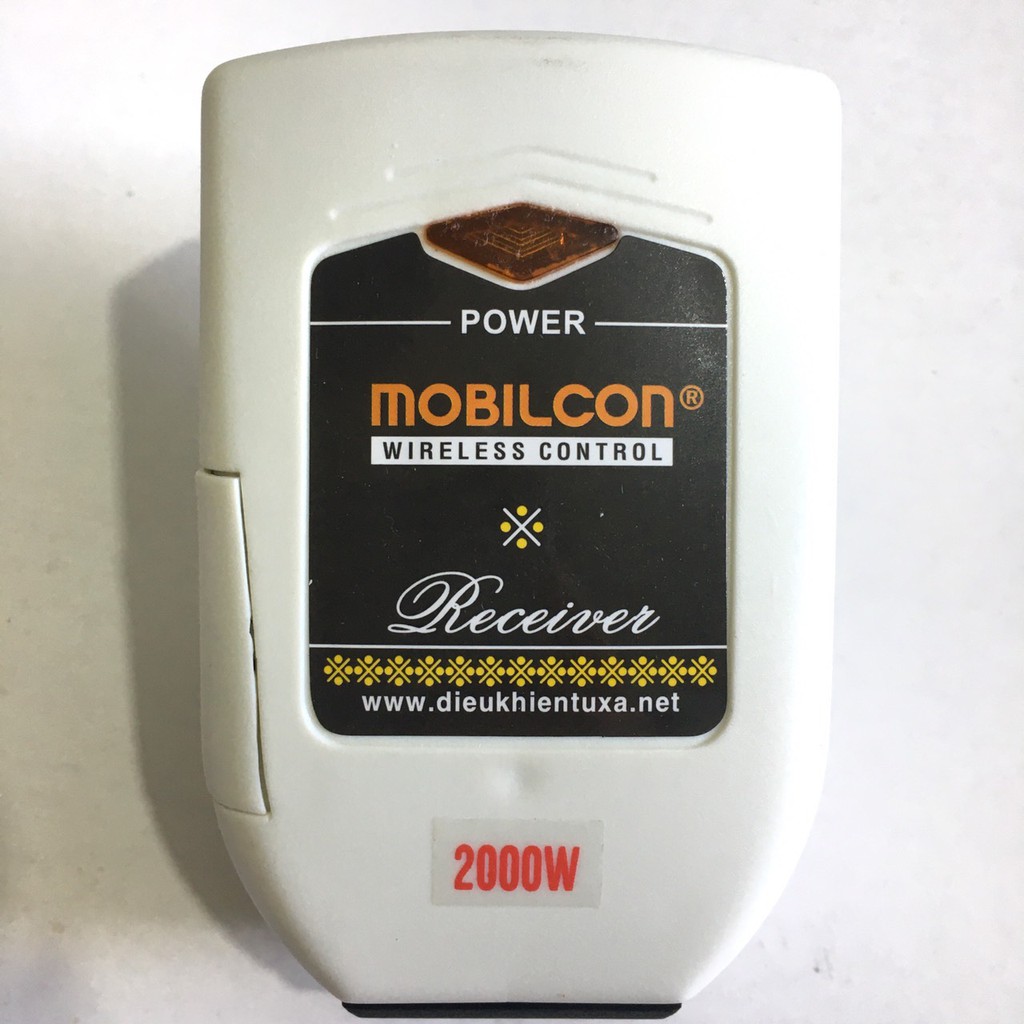 POWER
MOBILCON®
WIRELESS CONTROL
Receiver
www.dieukhientuxa.net
2000W